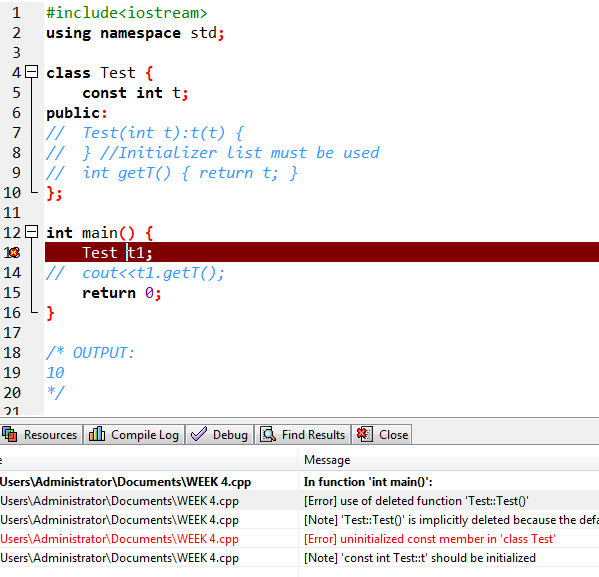 1 #include<iostream>
2 using namespace std;
3
4 class Test {
5 const int t;
6 public:
7 // Test(int t):t(t) {
8 // } //Initializer list must be used
9 // int getT() { return t; }
10 };
11
12 int main() {
13 Test t1;
14 // cout<<t1.getT();
15 return 0;
16 }
17
18 /* OUTPUT:
19 10
20 */
21
Resources Compile Log Debug Find Results Close
e Message
Users\Administrator\Documents\WEEK 4.cpp In function 'int main()':
Users\Administrator\Documents\WEEK 4.cpp [Error] use of deleted function 'Test::Test()'
Users\Administrator\Documents\WEEK 4.cpp [Note] 'Test::Test()' is implicitly deleted because the defa
Users\Administrator\Documents\WEEK 4.cpp [Error] uninitialized const member in 'class Test'
Users\Administrator\Documents\WEEK 4.cpp [Note] 'const int Test::t' should be initialized